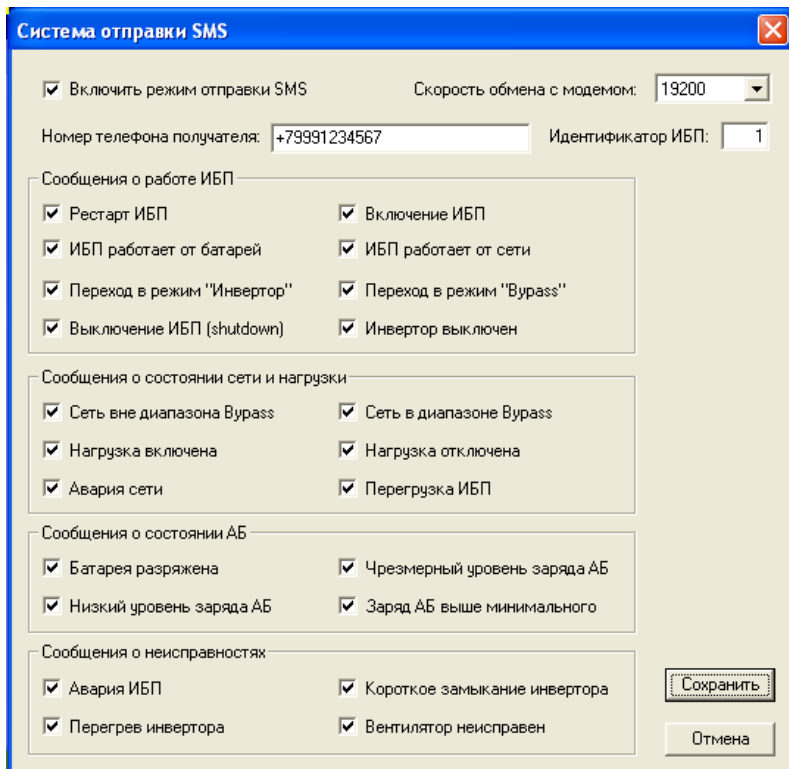 Система отправки SMS
Включить режим отправки SMS Скорость обмена с модемом: 19200
Номер телефона получателя: +79991234567 Идентификатор ИБП: 1
Сообщения о работе ИБП
Рестарт ИБП Включение ИБП
ИБП работает от батарей ИБП работает от сети
Переход в режим "Инвертор" Переход в режим "Bypass"
Выключение ИБП (shutdown) Инвертор выключен
Сообщения о состоянии сети и нагрузки
Сеть вне диапазона Bypass Сеть в диапазоне Bypass
Нагрузка включена Нагрузка отключена
Авария сети Перегрузка ИБП
Сообщения о состоянии АБ
Батарея разряжена Чрезмерный уровень заряда АБ
Низкий уровень заряда АБ Заряд АБ выше минимального
Сообщения о неисправностях
Авария ИБП Короткое замыкание инвертора
Перегрев инвертора Вентилятор неисправен
Сохранить
Отмена